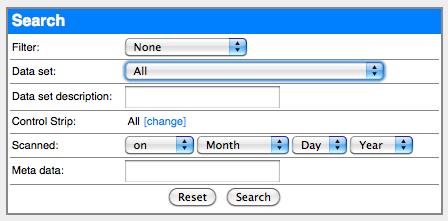 Search
Filter: None
Data set: All
Data set description:
Control Strip: All [change]
Scanned: on Month Day Year
Meta data:
Reset Search